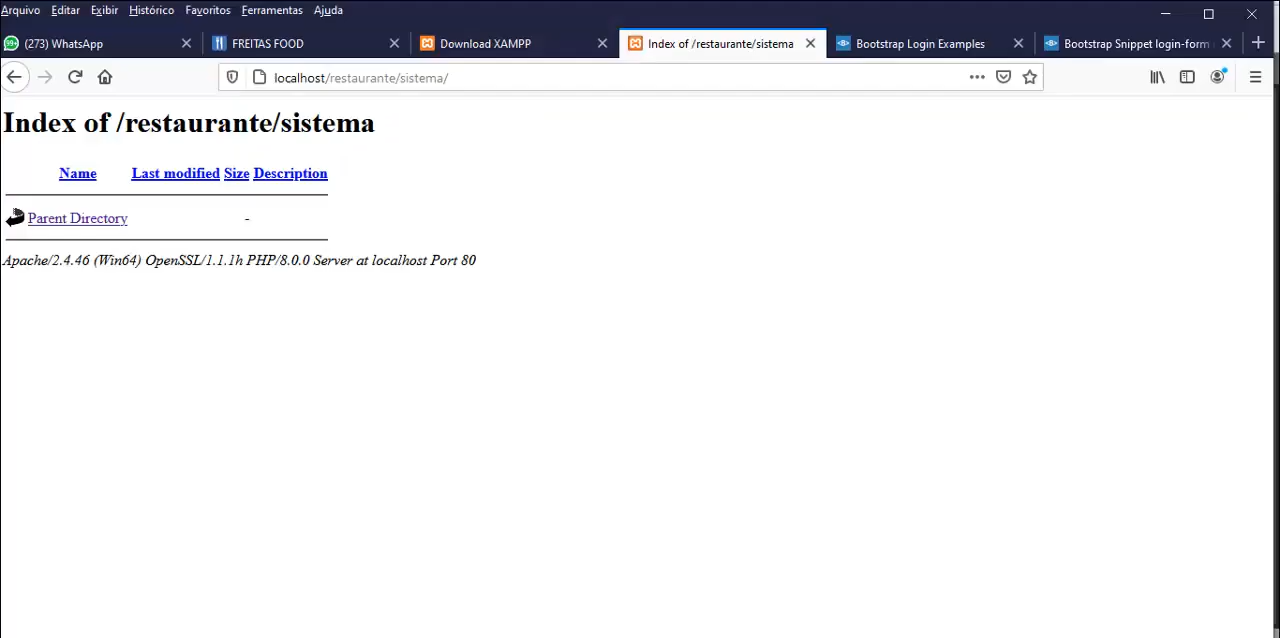 Arquivo Editar Exibir Histórico Favoritos Ferramentas Ajuda
99+ (273) WhatsApp FREITAS FOOD Download XAMPP Index of /restaurante/sistema Bootstrap Login Examples Bootstrap Snippet login-form
localhost/restaurante/sistema/
Index of /restaurante/sistema
Name Last modified Size Description
Parent Directory -
Apache/2.4.46 (Win64) OpenSSL/1.1.1h PHP/8.0.0 Server at localhost Port 80